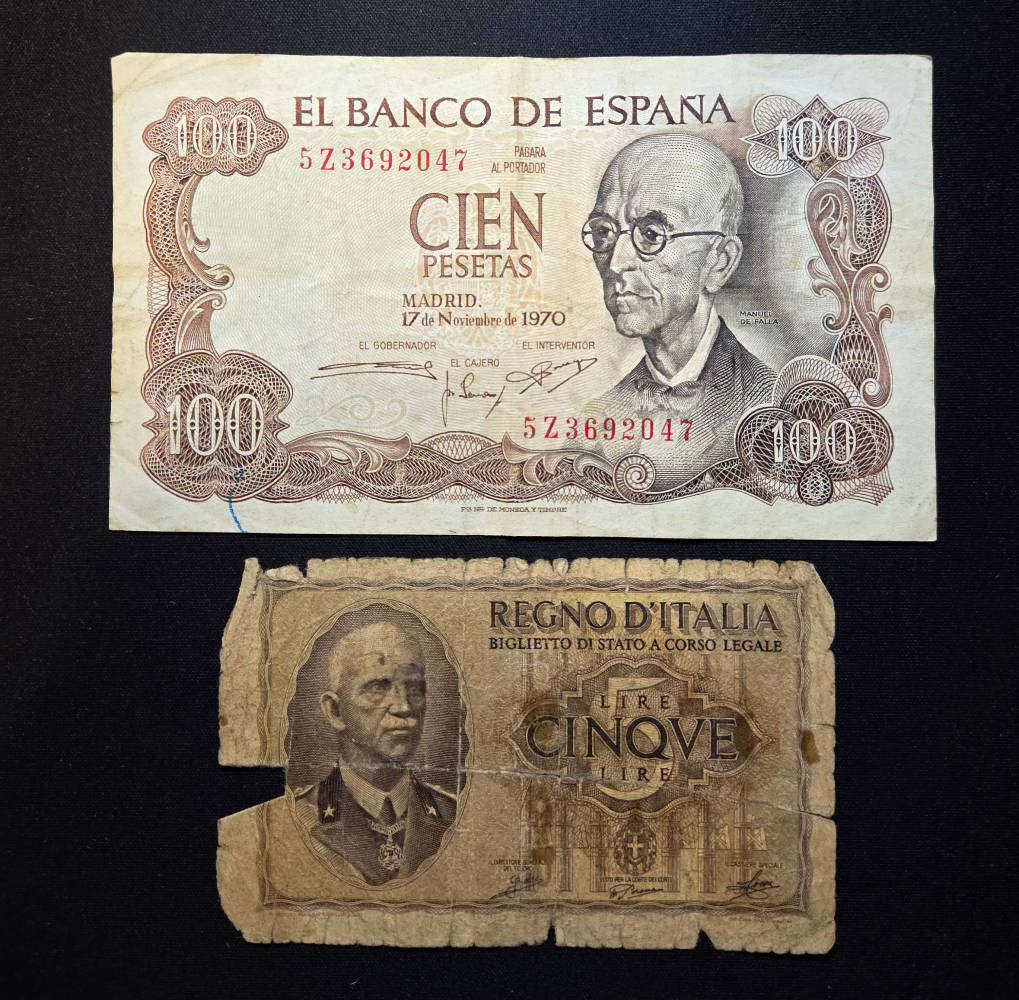 100 EL BANCO DE ESPAÑA 100
5Z3692047 PAGARA
AL PORTADOR
CIEN
PESETAS
MADRID.
17 de Noviembre de 1970
MANUEL
DE FALLA
EL GOBERNADOR EL INTERVENTOR
EL CAJERO
100 5Z3692047 100
DE MONEDA Y TIMBRE
REGNO D'ITALIA
BIGLIETTO DI STATO A CORSO LEGALE
5
LIRE
CINQVE
LIRE